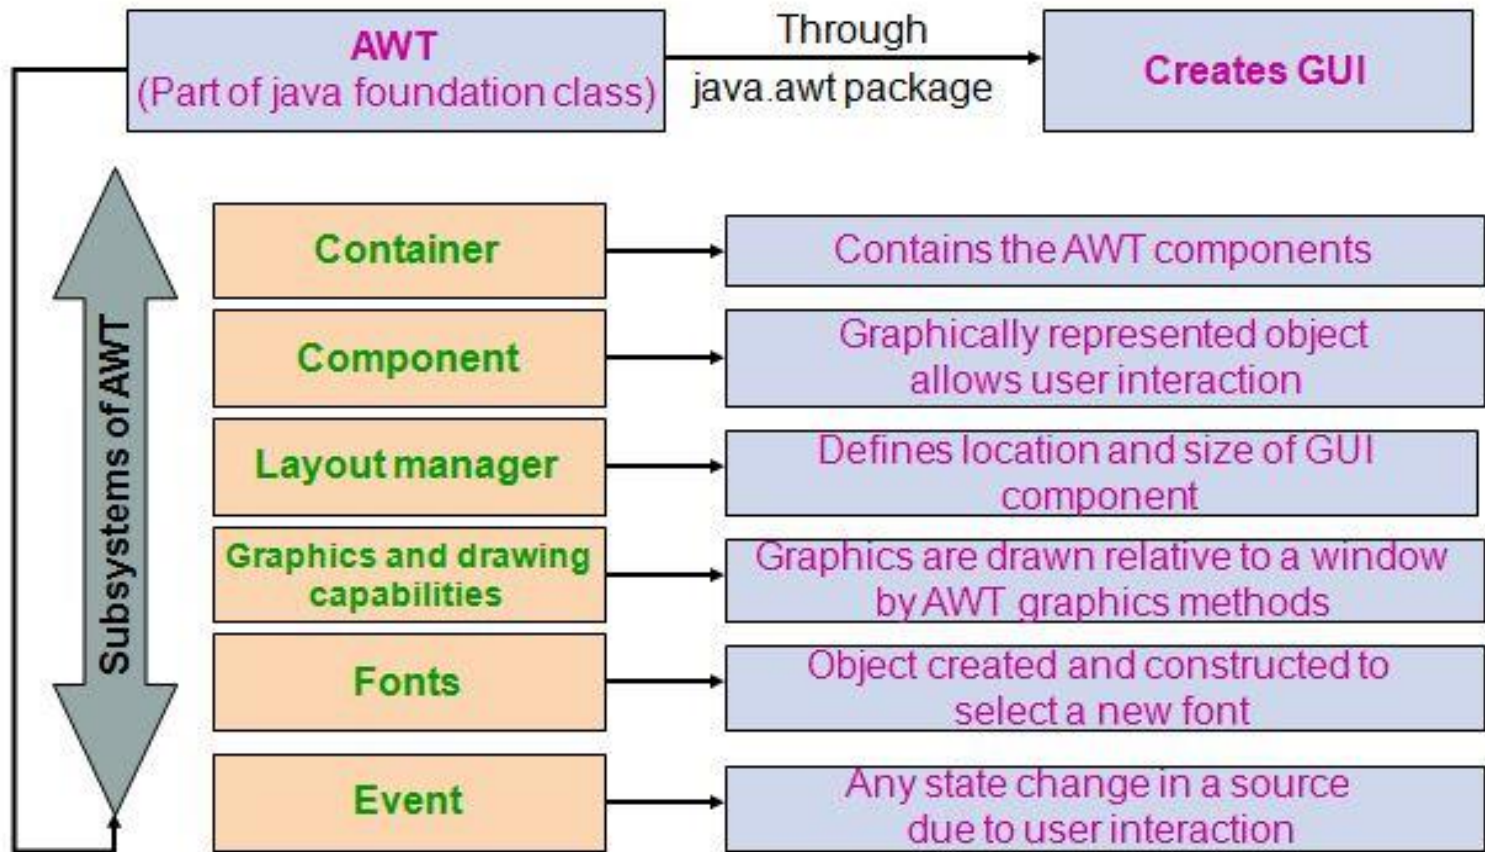 AWT
(Part of java foundation class)
Through
java.awt package
Creates GUI
Subsystems of AWT
Container
Contains the AWT components
Component
Graphically represented object
allows user interaction
Layout manager
Defines location and size of GUI
component
Graphics and drawing
capabilities
Graphics are drawn relative to a window
by AWT graphics methods
Fonts
Object created and constructed to
select a new font
Event
Any state change in a source
due to user interaction